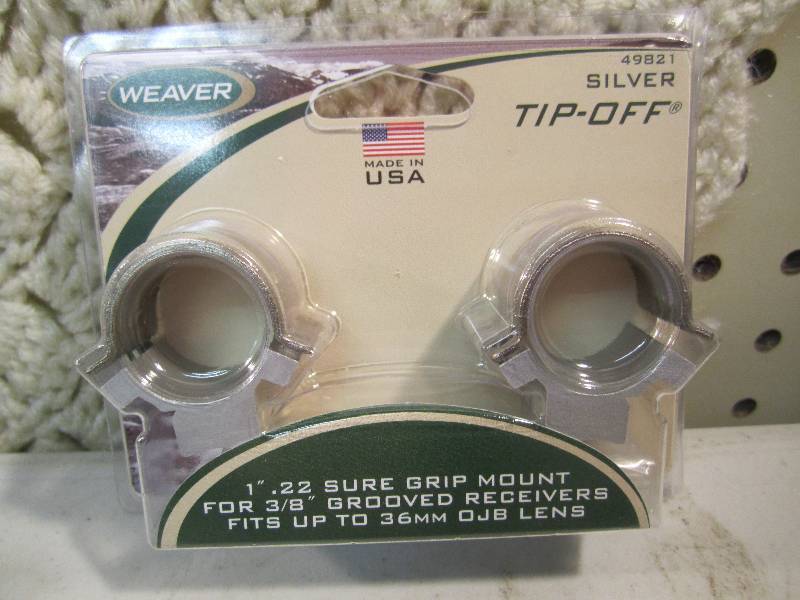 WEAVER
49821
SILVER
TIP-OFF®
MADE IN
USA
1" .22 SURE GRIP MOUNT
FOR 3/8" GROOVED RECEIVERS
FITS UP TO 36MM OJB LENS